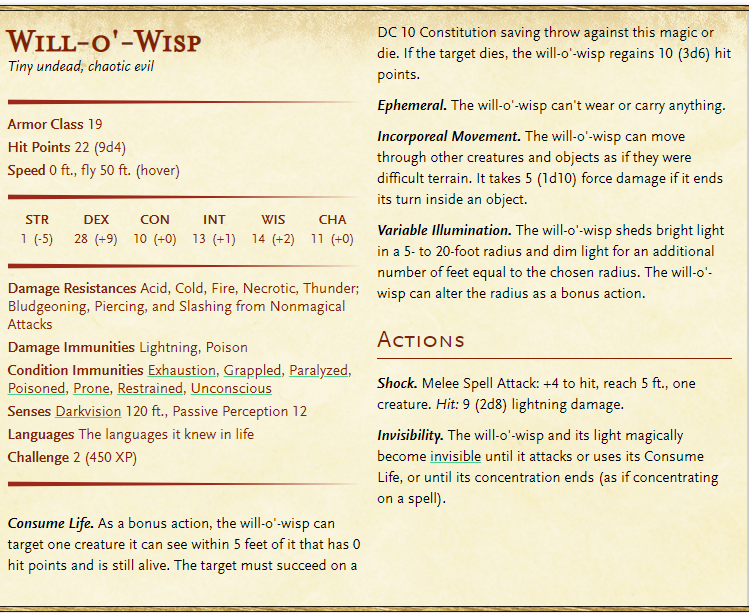 Will-o'-Wisp
Tiny undead, chaotic evil
Armor Class 19
Hit Points 22 (9d4)
Speed 0 ft., fly 50 ft. (hover)
STR DEX CON INT WIS CHA
1 (-5) 28 (+9) 10 (+0) 13 (+1) 14 (+2) 11 (+0)
Damage Resistances Acid, Cold, Fire, Necrotic, Thunder;
Bludgeoning, Piercing, and Slashing from Nonmagical
Attacks
Damage Immunities Lightning, Poison
Condition Immunities Exhaustion, Grappled, Paralyzed,
Poisoned, Prone, Restrained, Unconscious
Senses Darkvision 120 ft., Passive Perception 12
Languages The languages it knew in life
Challenge 2 (450 XP)
Consume Life. As a bonus action, the will-o'-wisp can
target one creature it can see within 5 feet of it that has 0
hit points and is still alive. The target must succeed on a
DC 10 Constitution saving throw against this magic or
die. If the target dies, the will-o'-wisp regains 10 (3d6) hit
points.
Ephemeral. The will-o'-wisp can't wear or carry anything.
Incorporeal Movement. The will-o'-wisp can move
through other creatures and objects as if they were
difficult terrain. It takes 5 (1d10) force damage if it ends
its turn inside an object.
Variable Illumination. The will-o'-wisp sheds bright light
in a 5- to 20-foot radius and dim light for an additional
number of feet equal to the chosen radius. The will-o'-
wisp can alter the radius as a bonus action.
Actions
Shock. Melee Spell Attack: +4 to hit, reach 5 ft., one
creature. Hit: 9 (2d8) lightning damage.
Invisibility. The will-o'-wisp and its light magically
become invisible until it attacks or uses its Consume
Life, or until its concentration ends (as if concentrating
on a spell).